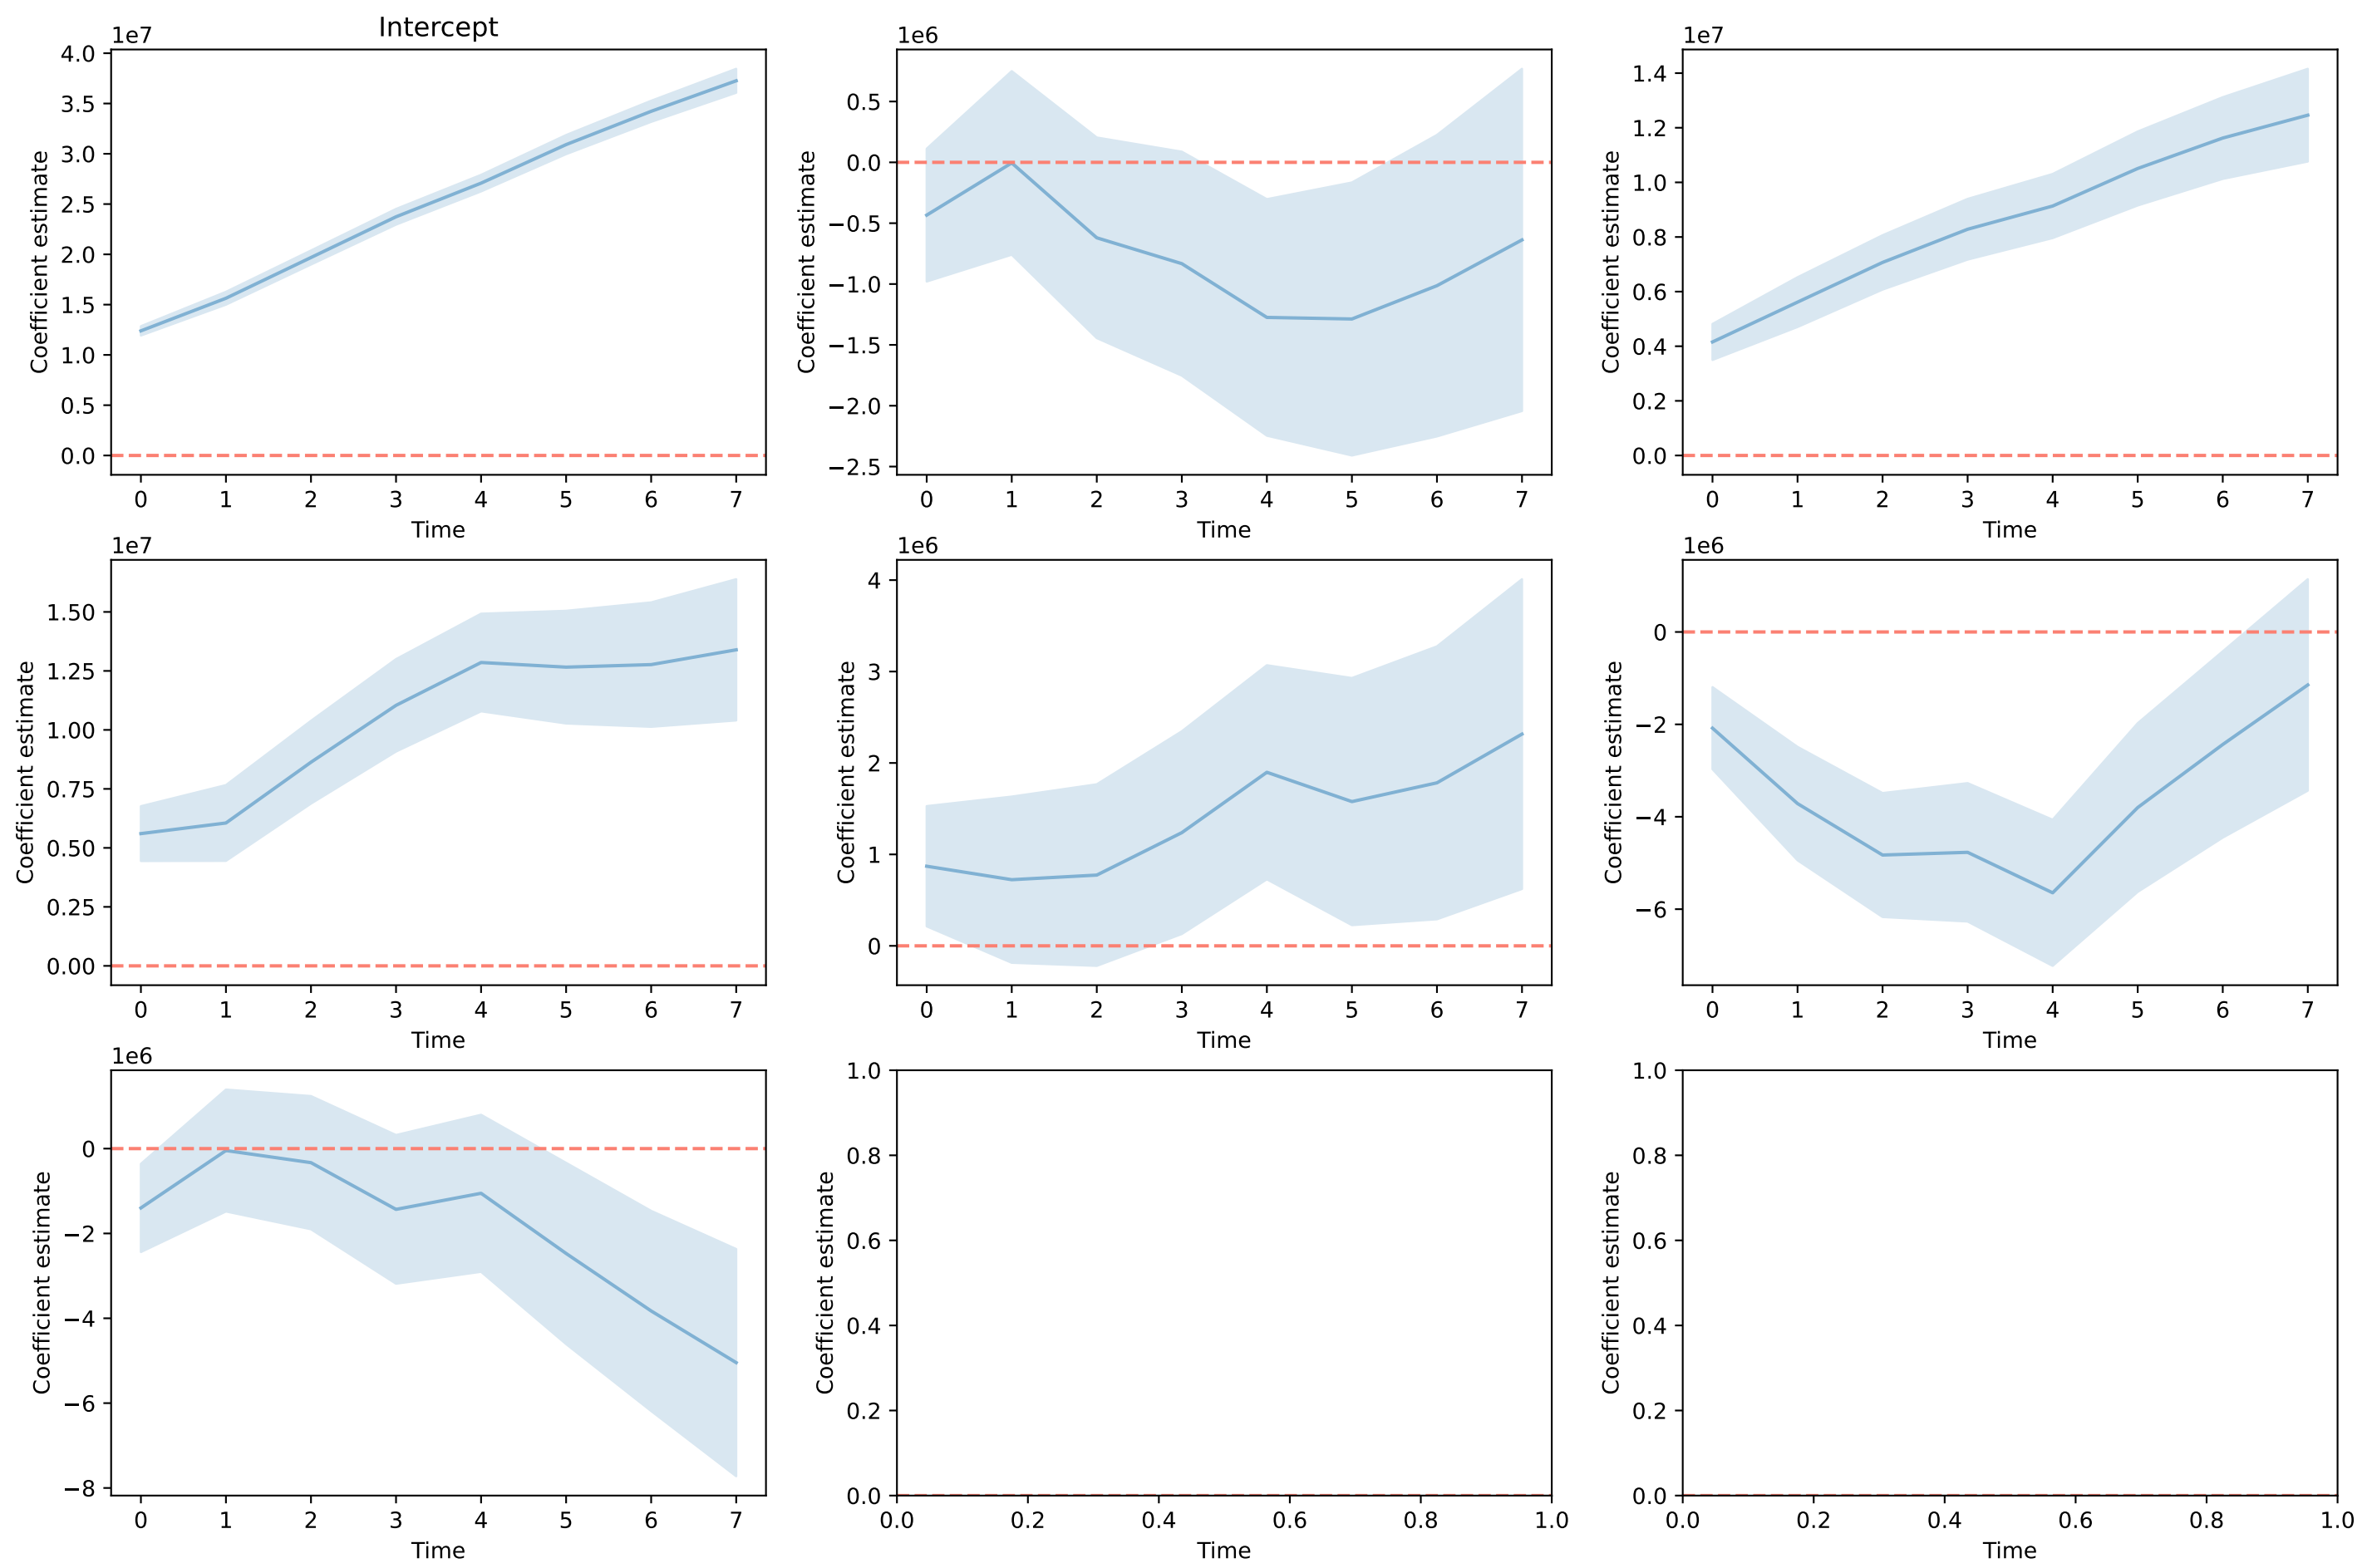 Intercept
1e7
4.0
3.5
3.0
2.5
2.0
1.5
1.0
0.5
0.0
Coefficient estimate
0 1 2 3 4 5 6 7
Time
1e6
0.5
0.0
−0.5
−1.0
−1.5
−2.0
−2.5
Coefficient estimate
0 1 2 3 4 5 6 7
Time
1e7
1.4
1.2
1.0
0.8
0.6
0.4
0.2
0.0
Coefficient estimate
0 1 2 3 4 5 6 7
Time
1e7
1.50
1.25
1.00
0.75
0.50
0.25
0.00
Coefficient estimate
0 1 2 3 4 5 6 7
Time
1e6
4
3
2
1
0
Coefficient estimate
0 1 2 3 4 5 6 7
Time
1e6
0
−2
−4
−6
Coefficient estimate
0 1 2 3 4 5 6 7
Time
1e6
0
−2
−4
−6
−8
Coefficient estimate
0 1 2 3 4 5 6 7
Time
1.0
0.8
0.6
0.4
0.2
0.0
Coefficient estimate
0.0 0.2 0.4 0.6 0.8 1.0
Time
1.0
0.8
0.6
0.4
0.2
0.0
Coefficient estimate
0.0 0.2 0.4 0.6 0.8 1.0
Time